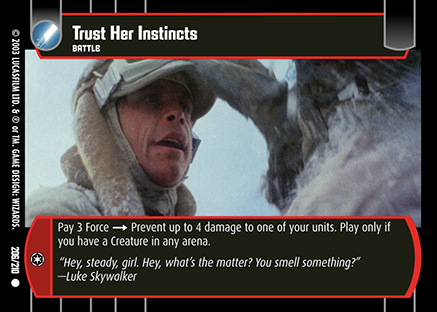 Trust Her Instincts
BATTLE
© 2003 LUCASFILM LTD. & ® or TM. GAME DESIGN: WIZARDS.
206/210
Pay 3 Force → Prevent up to 4 damage to one of your units. Play only if
you have a Creature in any arena.
“Hey, steady, girl. Hey, what’s the matter? You smell something?”
—Luke Skywalker